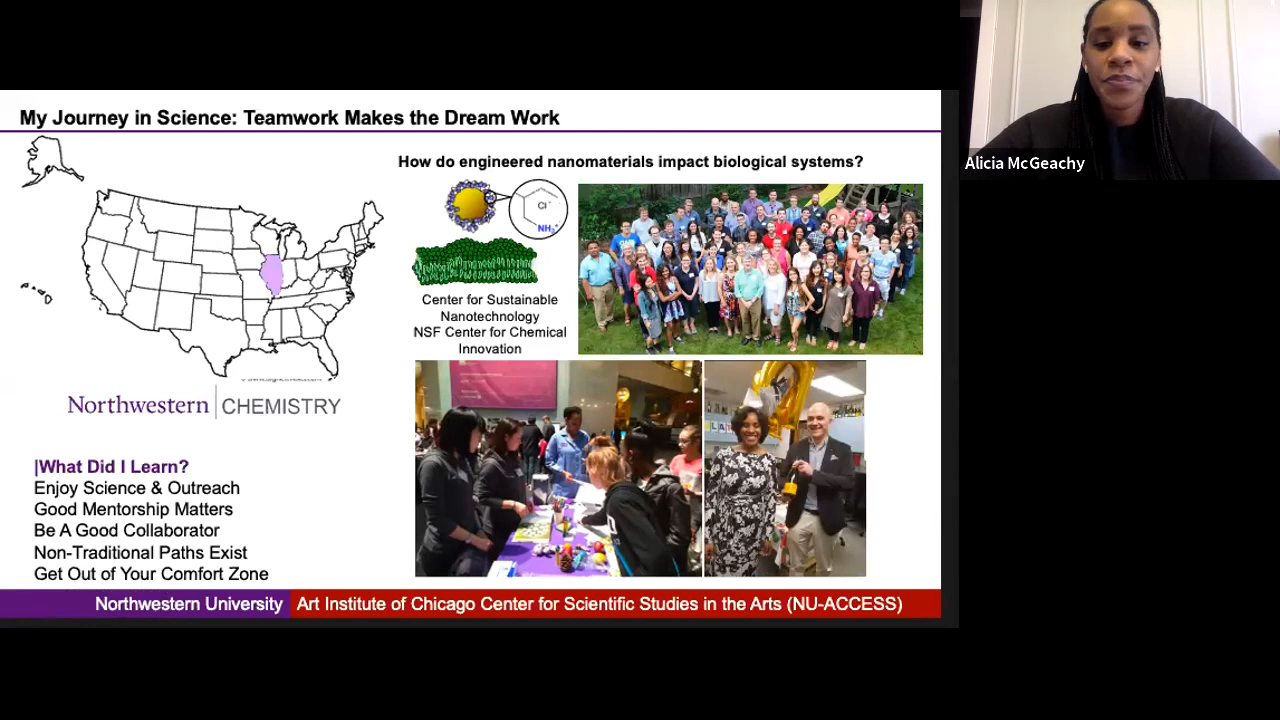 My Journey in Science: Teamwork Makes the Dream Work
How do engineered nanomaterials impact biological systems?
Cl⁻
NH₃⁺
Center for Sustainable
Nanotechnology
NSF Center for Chemical
Innovation
Northwestern | CHEMISTRY
|What Did I Learn?
Enjoy Science & Outreach
Good Mentorship Matters
Be A Good Collaborator
Non-Traditional Paths Exist
Get Out of Your Comfort Zone
Northwestern University
Art Institute of Chicago Center for Scientific Studies in the Arts (NU-ACCESS)
Alicia McGeachy